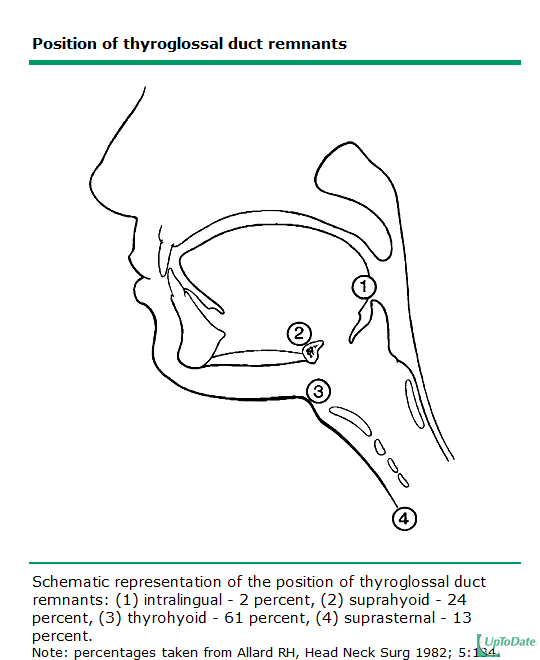 Position of thyroglossal duct remnants
1
2
3
4
Schematic representation of the position of thyroglossal duct
remnants: (1) intralingual - 2 percent, (2) suprahyoid - 24
percent, (3) thyrohyoid - 61 percent, (4) suprasternal - 13
percent.
Note: percentages taken from Allard RH, Head Neck Surg 1982; 5:134.
UpToDate